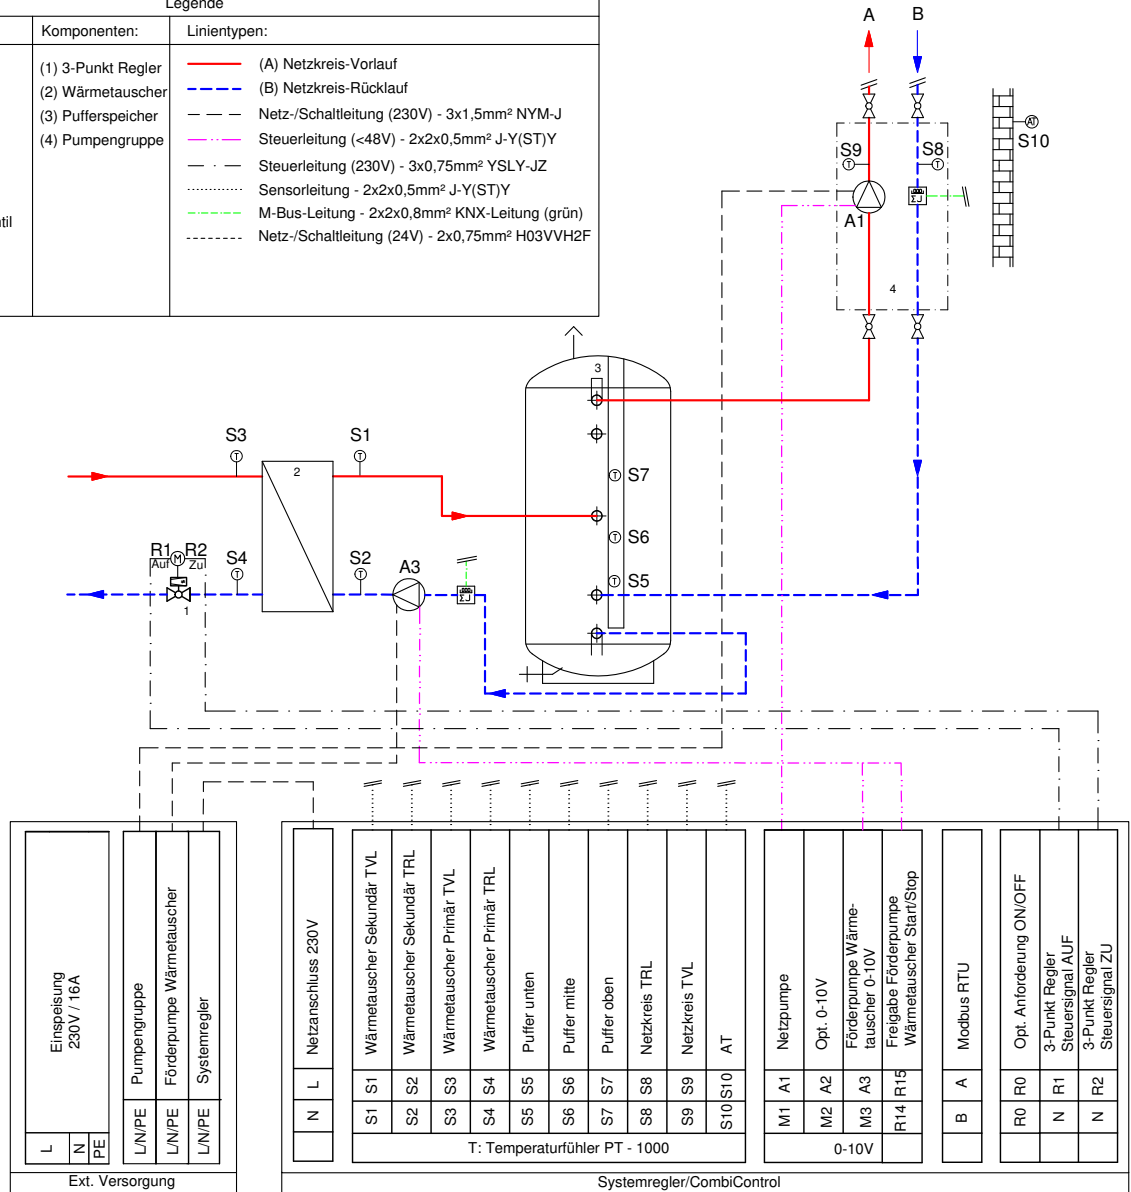 Legende
Komponenten:
Linientypen:
(1) 3-Punkt Regler
(2) Wärmetauscher
(3) Pufferspeicher
(4) Pumpengruppe
(A) Netzkreis-Vorlauf
(B) Netzkreis-Rücklauf
Netz-/Schaltleitung (230V) - 3x1,5mm² NYM-J
Steuerleitung (<48V) - 2x2x0,5mm² J-Y(ST)Y
Steuerleitung (230V) - 3x0,75mm² YSLY-JZ
Sensorleitung - 2x2x0,5mm² J-Y(ST)Y
M-Bus-Leitung - 2x2x0,8mm² KNX-Leitung (grün)
Netz-/Schaltleitung (24V) - 2x0,75mm² H03VVH2F
til
A
B
S9
T
S8
T
A1
ΣJ
4
AT
S10
3
S3
T
S1
T
2
S7
T
S6
T
S5
T
R1
Auf
M
R2
Zu
1
S4
T
S2
T
A3
ΣJ
Einspeisung
230V / 16A
L
N
PE
Pumpengruppe
L/N/PE
Förderpumpe Wärmetauscher
L/N/PE
Systemregler
L/N/PE
Ext. Versorgung
Netzanschluss 230V
L
N
Wärmetauscher Sekundär TVL
S1
S1
Wärmetauscher Sekundär TRL
S2
S2
Wärmetauscher Primär TVL
S3
S3
Wärmetauscher Primär TRL
S4
S4
Puffer unten
S5
S5
Puffer mitte
S6
S6
Puffer oben
S7
S7
Netzkreis TRL
S8
S8
Netzkreis TVL
S9
S9
AT
S10
S10
T: Temperaturfühler PT - 1000
Netzpumpe
A1
M1
Opt. 0-10V
A2
M2
Förderpumpe Wärme-
tauscher 0-10V
A3
M3
Freigabe Förderpumpe
Wärmetauscher Start/Stop
R15
R14
0-10V
Modbus RTU
A
B
Opt. Anforderung ON/OFF
R0
R0
3-Punkt Regler
Steuersignal AUF
R1
N
3-Punkt Regler
Steuersignal ZU
R2
N
Systemregler/CombiControl